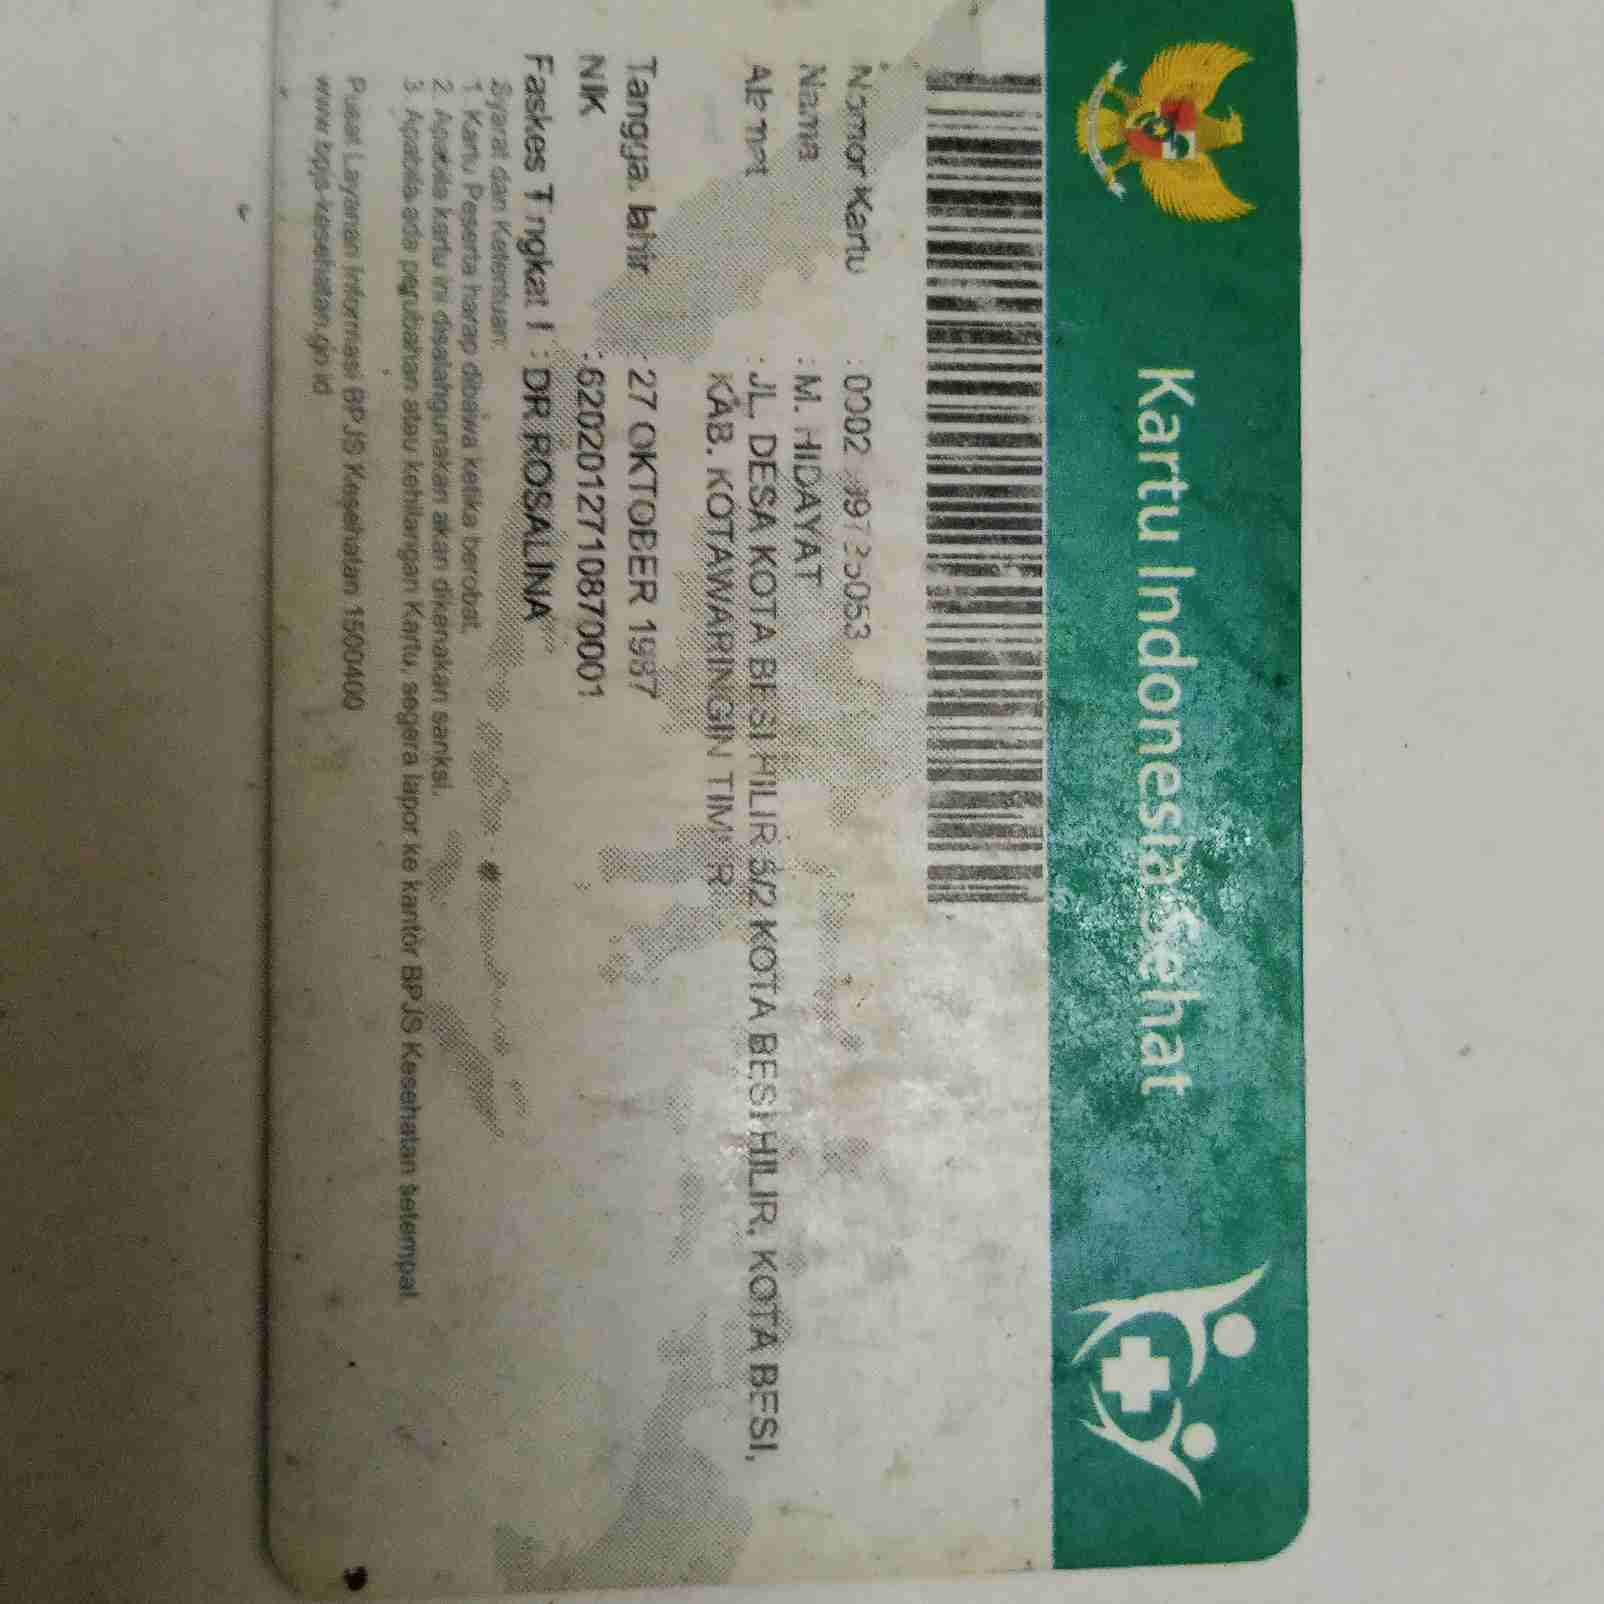 Kartu Indonesia Sehat
Nomor Kartu : 0002
Nama : M. HIDAYAT
Alamat : JL. DESA KOTA BESI HILIR 5/2 KOTA BESI HILIR, KOTA BESI,
KAB. KOTAWARINGIN TIMUR
Tanggal lahir : 27 OKTOBER 1987
NIK : 6202012710870001
Faskes Tingkat I : DR.ROSALINA
Syarat dan Ketentuan:
1 Kartu Peserta harap dibawa ketika berobat.
2 Apabila kartu ini disalahgunakan akan dikenakan sanksi.
3 Apabila ada perubahan atau kehilangan Kartu, segera lapor ke kantor BPJS Kesehatan setempat
Pusat Layanan Informasi BPJS Kesehatan 1500400
www.bpjs-kesehatan.go.id